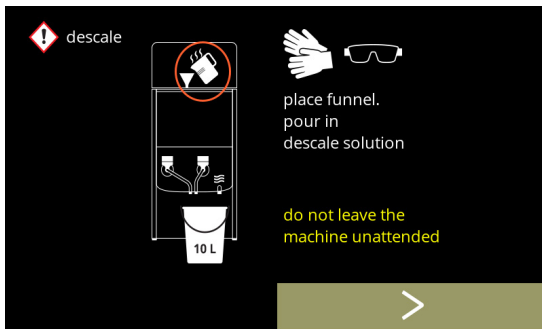 descale
place funnel.
pour in
descale solution
do not leave the
machine unattended
10 L